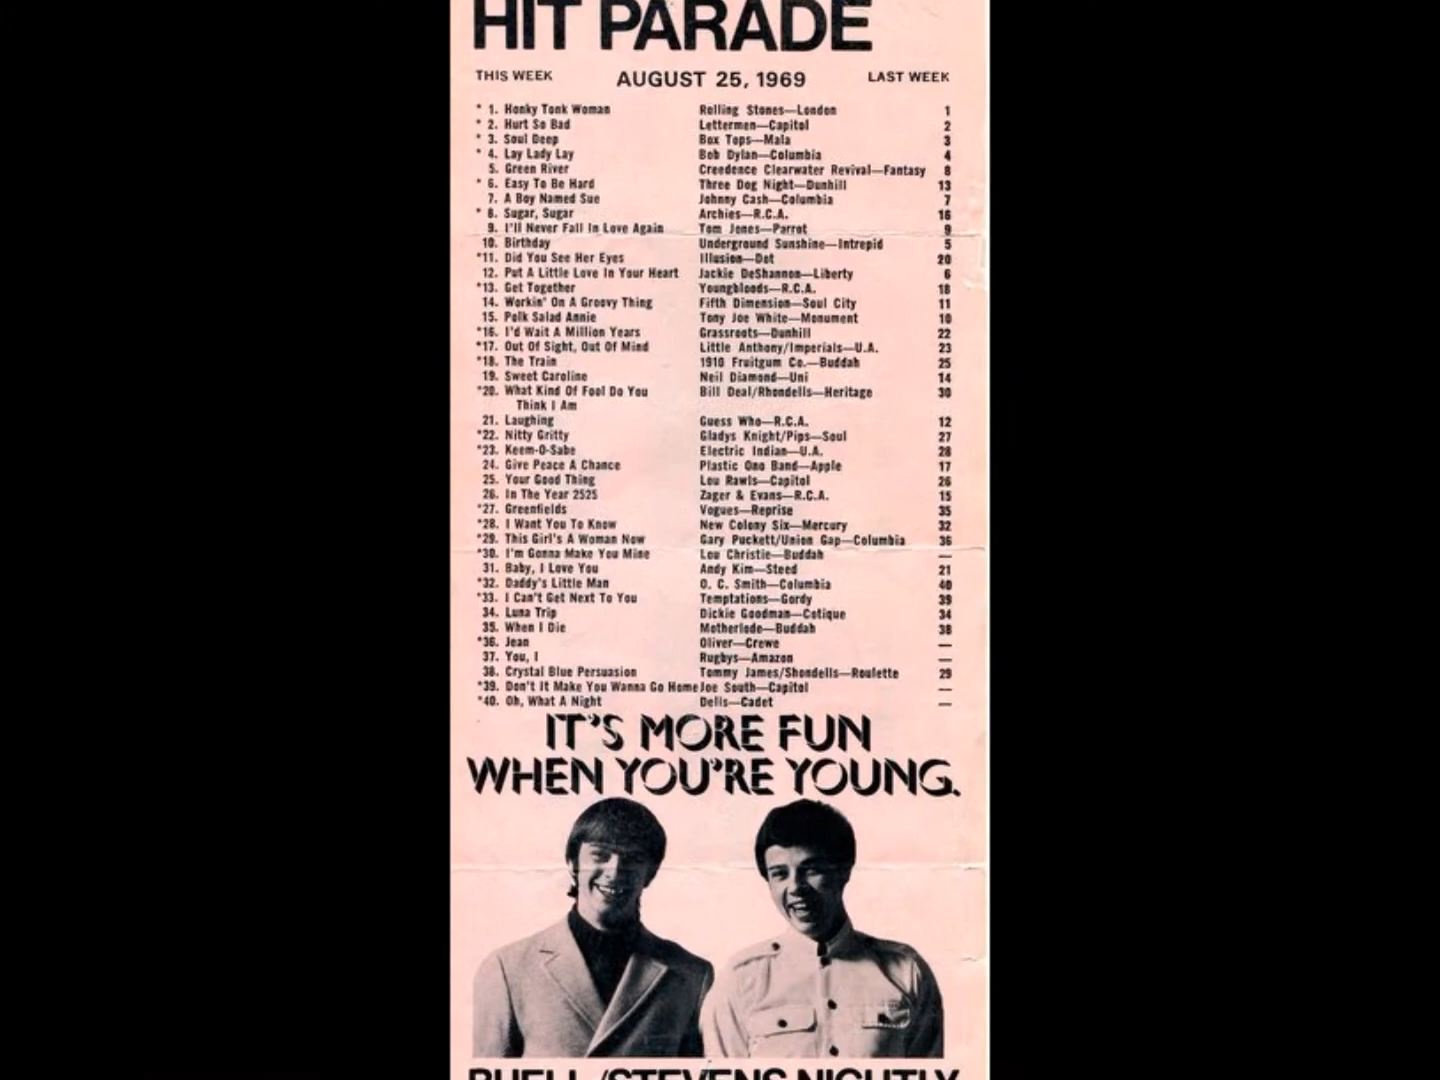 HIT PARADE
THIS WEEK AUGUST 25, 1969 LAST WEEK
* 1. Honky Tonk Woman Rolling Stones—London 1
* 2. Hurt So Bad Lettermen—Capitol 2
* 3. Soul Deep Box Tops—Mala 3
* 4. Lay Lady Lay Bob Dylan—Columbia 4
5. Green River Creedence Clearwater Revival—Fantasy 8
* 6. Easy To Be Hard Three Dog Night—Dunhill 13
7. A Boy Named Sue Johnny Cash—Columbia 7
* 8. Sugar, Sugar Archies—R.C.A. 16
9. I'll Never Fall In Love Again Tom Jones—Parrot 9
10. Birthday Underground Sunshine—Intrepid 5
*11. Did You See Her Eyes Illusion—Dot 20
12. Put A Little Love In Your Heart Jackie DeShannon—Liberty 6
*13. Get Together Youngbloods—R.C.A. 18
14. Workin' On A Groovy Thing Fifth Dimension—Soul City 11
15. Polk Salad Annie Tony Joe White—Monument 10
*16. I'd Wait A Million Years Grassroots—Dunhill 22
*17. Out Of Sight, Out Of Mind Little Anthony/Imperials—U.A. 23
*18. The Train 1910 Fruitgum Co.—Buddah 25
19. Sweet Caroline Neil Diamond—Uni 14
*20. What Kind Of Fool Do You Bill Deal/Rhondells—Heritage 30
Think I Am
21. Laughing Guess Who—R.C.A. 12
*22. Nitty Gritty Gladys Knight/Pips—Soul 27
*23. Keem-O-Sabe Electric Indian—U.A. 28
24. Give Peace A Chance Plastic Ono Band—Apple 17
25. Your Good Thing Lou Rawls—Capitol 26
26. In The Year 2525 Zager & Evans—R.C.A. 15
*27. Greenfields Vogues—Reprise 35
*28. I Want You To Know New Colony Six—Mercury 32
*29. This Girl's A Woman Now Gary Puckett/Union Gap—Columbia 36
*30. I'm Gonna Make You Mine Lou Christie—Buddah —
31. Baby, I Love You Andy Kim—Steed 21
*32. Daddy's Little Man O. C. Smith—Columbia 40
*33. I Can't Get Next To You Temptations—Gordy 39
34. Luna Trip Dickie Goodman—Cotique 34
35. When I Die Motherlode—Buddah 38
*36. Jean Oliver—Crewe —
37. You, I Rugbys—Amazon —
38. Crystal Blue Persuasion Tommy James/Shondells—Roulette 29
*39. Don't It Make You Wanna Go Home Joe South—Capitol —
*40. Oh, What A Night Dells—Cadet —
IT'S MORE FUN
WHEN YOU'RE YOUNG.
STEVENS NIGHTLY